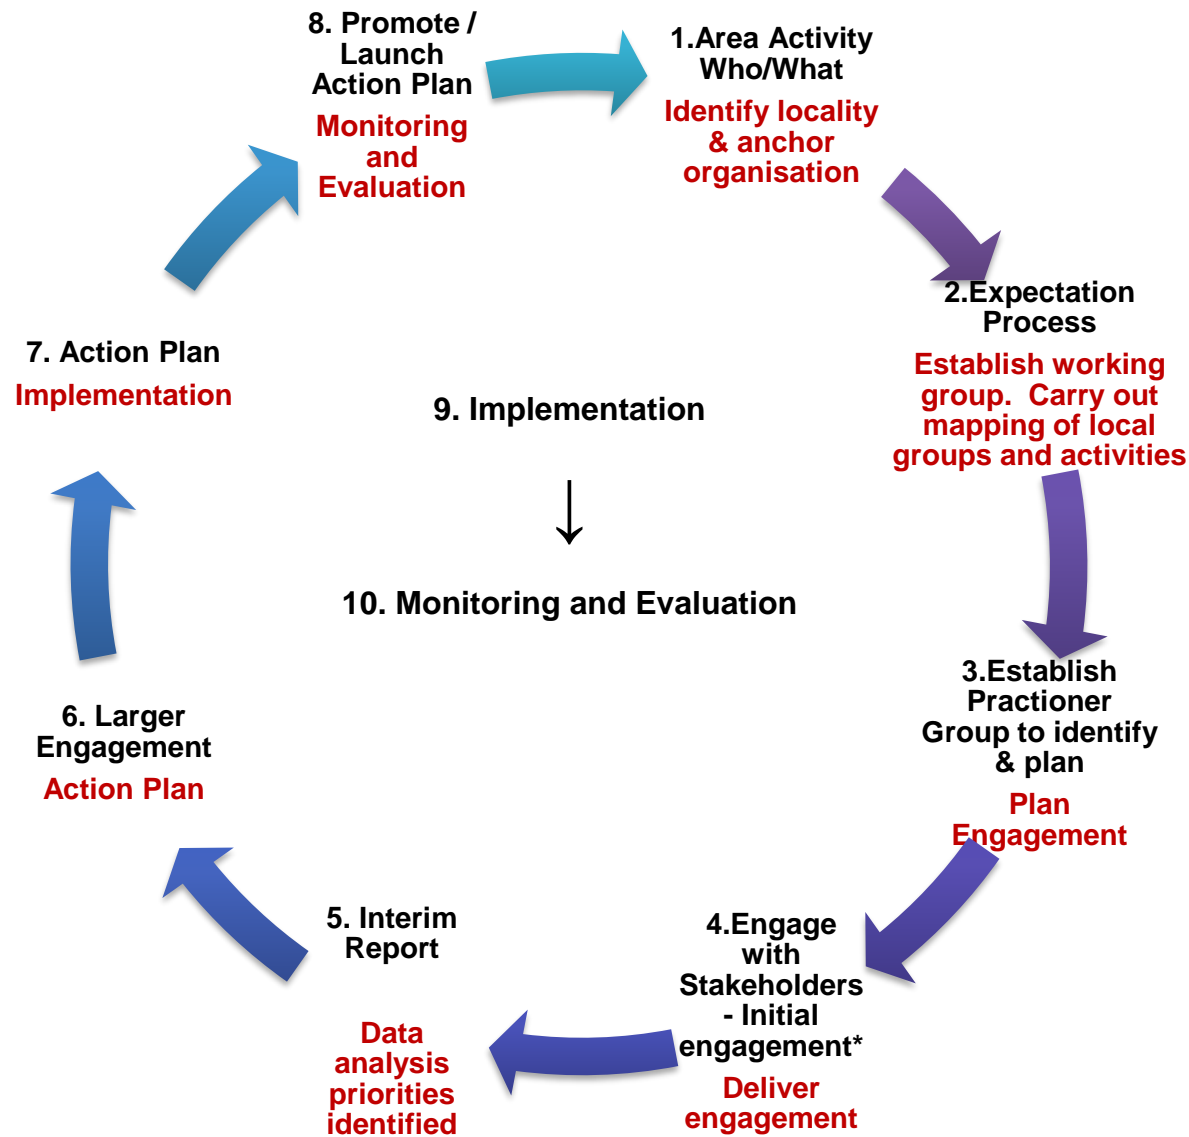 8. Promote /
Launch
Action Plan
Monitoring
and
Evaluation
1.Area Activity
Who/What
Identify locality
& anchor
organisation
2.Expectation
Process
Establish working
group.  Carry out
mapping of local
groups and activities
3.Establish
Practioner
Group to identify
& plan
Plan
Engagement
4.Engage
with
Stakeholders
- Initial
engagement*
Deliver
engagement
5. Interim
Report
Data
analysis
priorities
identified
6. Larger
Engagement
Action Plan
7. Action Plan
Implementation
9. Implementation
10. Monitoring and Evaluation